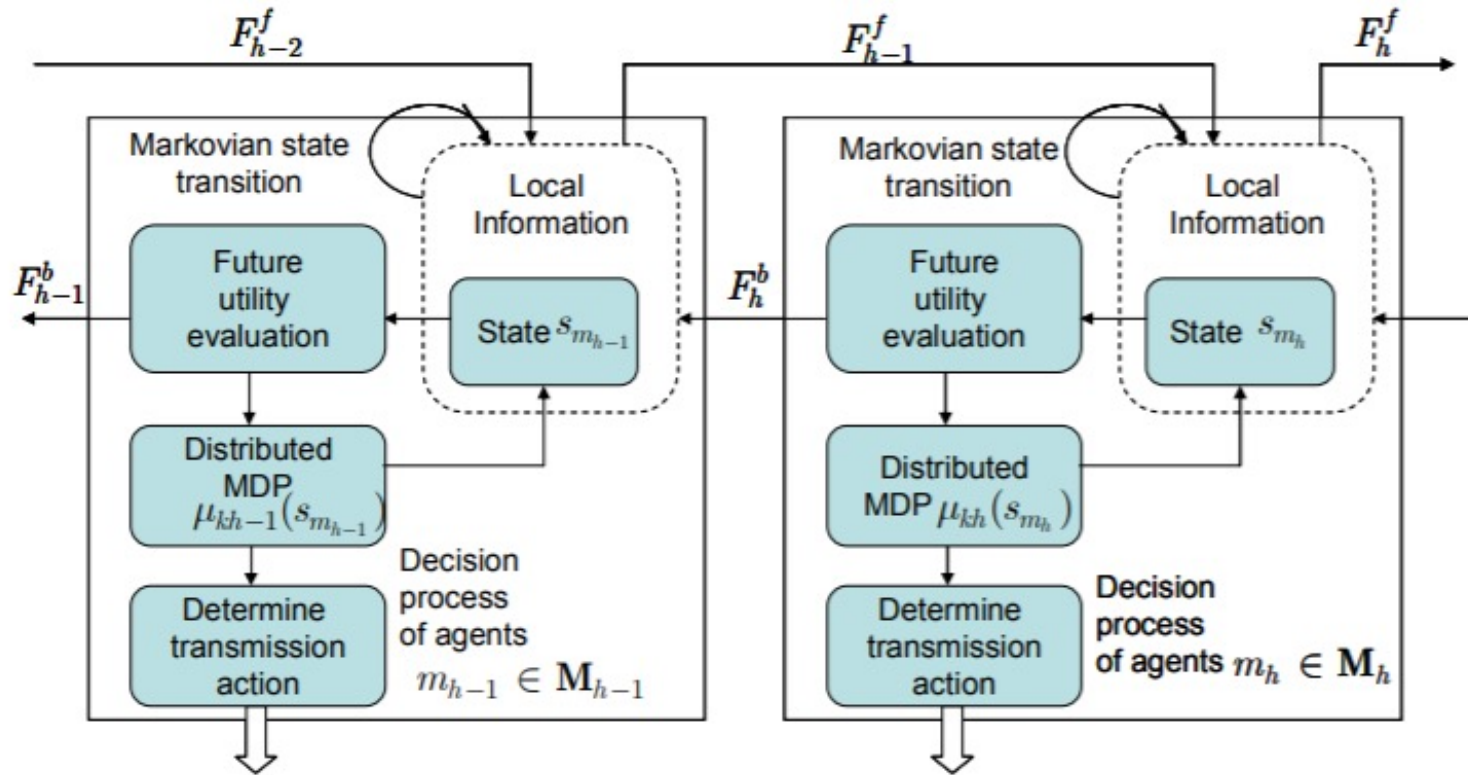 F^f_{h-2}
F^f_{h-1}
F^f_h
Markovian state
transition
Local
Information
Future
utility
evaluation
State s_{m_{h-1}}
F^b_{h-1}
Distributed
MDP
μ_{kh-1}(s_{m_{h-1}})
Determine
transmission
action
Decision
process
of agents
m_{h-1} ∈ M_{h-1}
F^b_h
Markovian state
transition
Local
Information
Future
utility
evaluation
State s_{m_h}
Distributed
MDP μ_{kh}(s_{m_h})
Determine
transmission
action
Decision
process
of agents m_h ∈ M_h